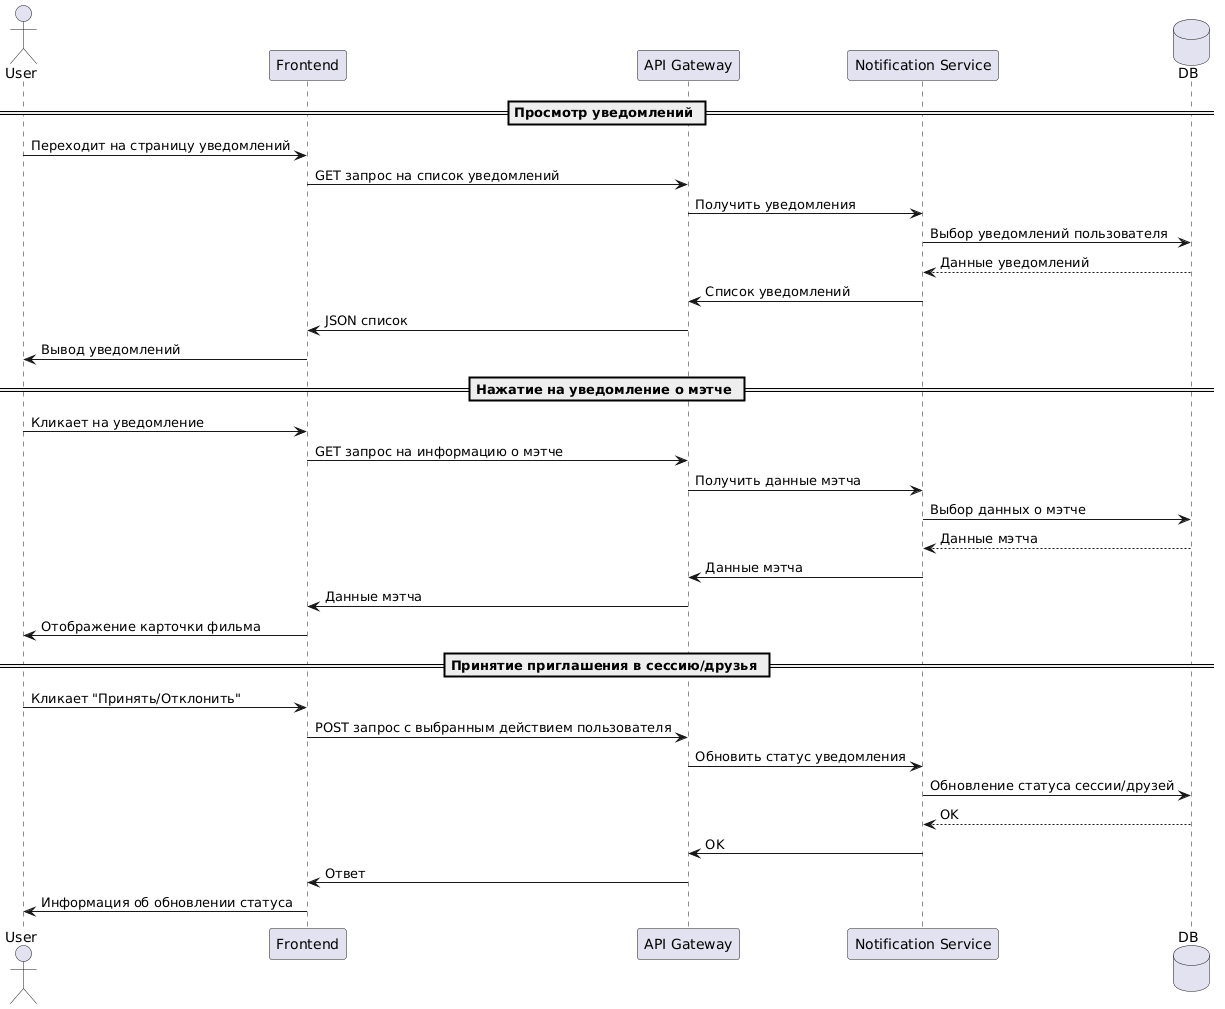 User
Frontend
API Gateway
Notification Service
DB
Просмотр уведомлений
Переходит на страницу уведомлений
GET запрос на список уведомлений
Получить уведомления
Выбор уведомлений пользователя
Данные уведомлений
Список уведомлений
JSON список
Вывод уведомлений
Нажатие на уведомление о мэтче
Кликает на уведомление
GET запрос на информацию о мэтче
Получить данные мэтча
Выбор данных о мэтче
Данные мэтча
Данные мэтча
Данные мэтча
Отображение карточки фильма
Принятие приглашения в сессию/друзья
Кликает "Принять/Отклонить"
POST запрос с выбранным действием пользователя
Обновить статус уведомления
Обновление статуса сессии/друзей
OK
OK
Ответ
Информация об обновлении статуса
User
Frontend
API Gateway
Notification Service
DB